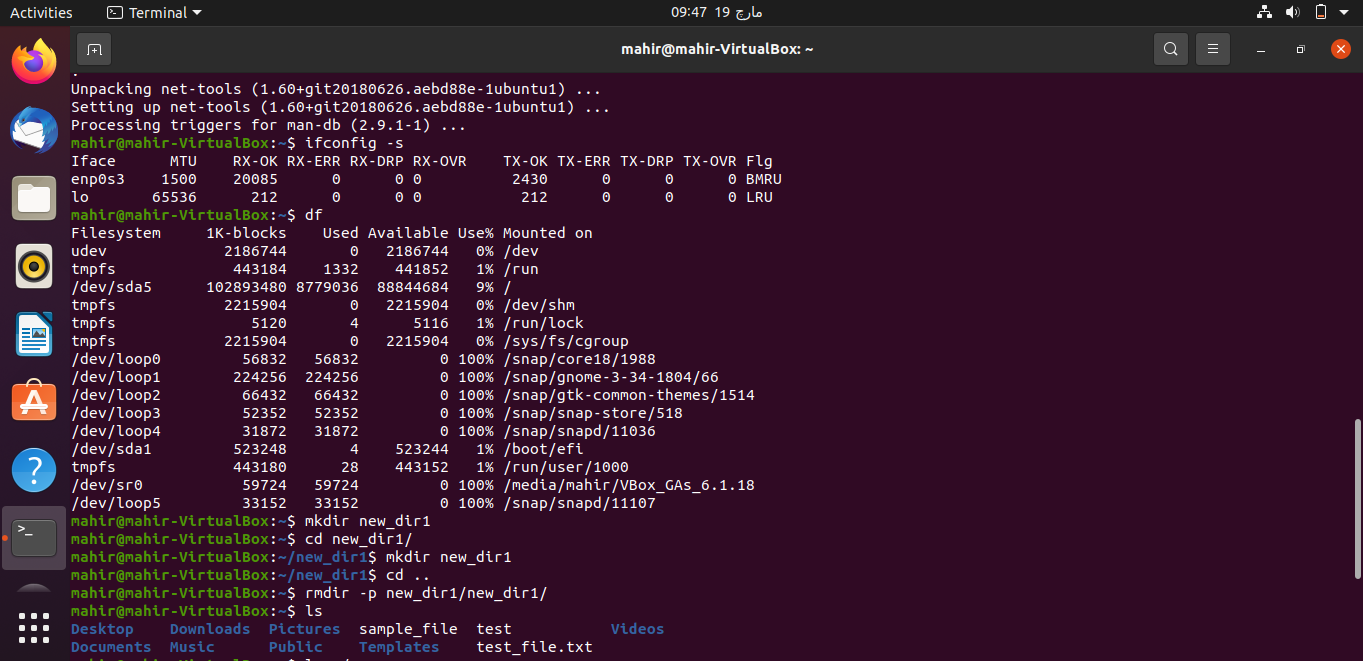 Activities Terminal 09:47 19 مارچ
mahir@mahir-VirtualBox: ~
Unpacking net-tools (1.60+git20180626.aebd88e-1ubuntu1) ...
Setting up net-tools (1.60+git20180626.aebd88e-1ubuntu1) ...
Processing triggers for man-db (2.9.1-1) ...
mahir@mahir-VirtualBox:~$ ifconfig -s
Iface      MTU    RX-OK RX-ERR RX-DRP RX-OVR    TX-OK TX-ERR TX-DRP TX-OVR Flg
enp0s3    1500    20085      0      0 0          2430      0      0      0 BMRU
lo       65536      212      0      0 0           212      0      0      0 LRU
mahir@mahir-VirtualBox:~$ df
Filesystem     1K-blocks    Used Available Use% Mounted on
udev             2186744       0   2186744   0% /dev
tmpfs             443184    1332    441852   1% /run
/dev/sda5      102893480 8779036  88844684   9% /
tmpfs            2215904       0   2215904   0% /dev/shm
tmpfs               5120       4      5116   1% /run/lock
tmpfs            2215904       0   2215904   0% /sys/fs/cgroup
/dev/loop0         56832   56832         0 100% /snap/core18/1988
/dev/loop1        224256  224256         0 100% /snap/gnome-3-34-1804/66
/dev/loop2         66432   66432         0 100% /snap/gtk-common-themes/1514
/dev/loop3         52352   52352         0 100% /snap/snap-store/518
/dev/loop4         31872   31872         0 100% /snap/snapd/11036
/dev/sda1         523248       4    523244   1% /boot/efi
tmpfs             443180      28    443152   1% /run/user/1000
/dev/sr0           59724   59724         0 100% /media/mahir/VBox_GAs_6.1.18
/dev/loop5         33152   33152         0 100% /snap/snapd/11107
mahir@mahir-VirtualBox:~$ mkdir new_dir1
mahir@mahir-VirtualBox:~$ cd new_dir1/
mahir@mahir-VirtualBox:~/new_dir1$ mkdir new_dir1
mahir@mahir-VirtualBox:~/new_dir1$ cd ..
mahir@mahir-VirtualBox:~$ rmdir -p new_dir1/new_dir1/
mahir@mahir-VirtualBox:~$ ls
Desktop    Downloads  Pictures  sample_file  test           Videos
Documents  Music      Public    Templates    test_file.txt
mahir@mahir-VirtualBox:~$